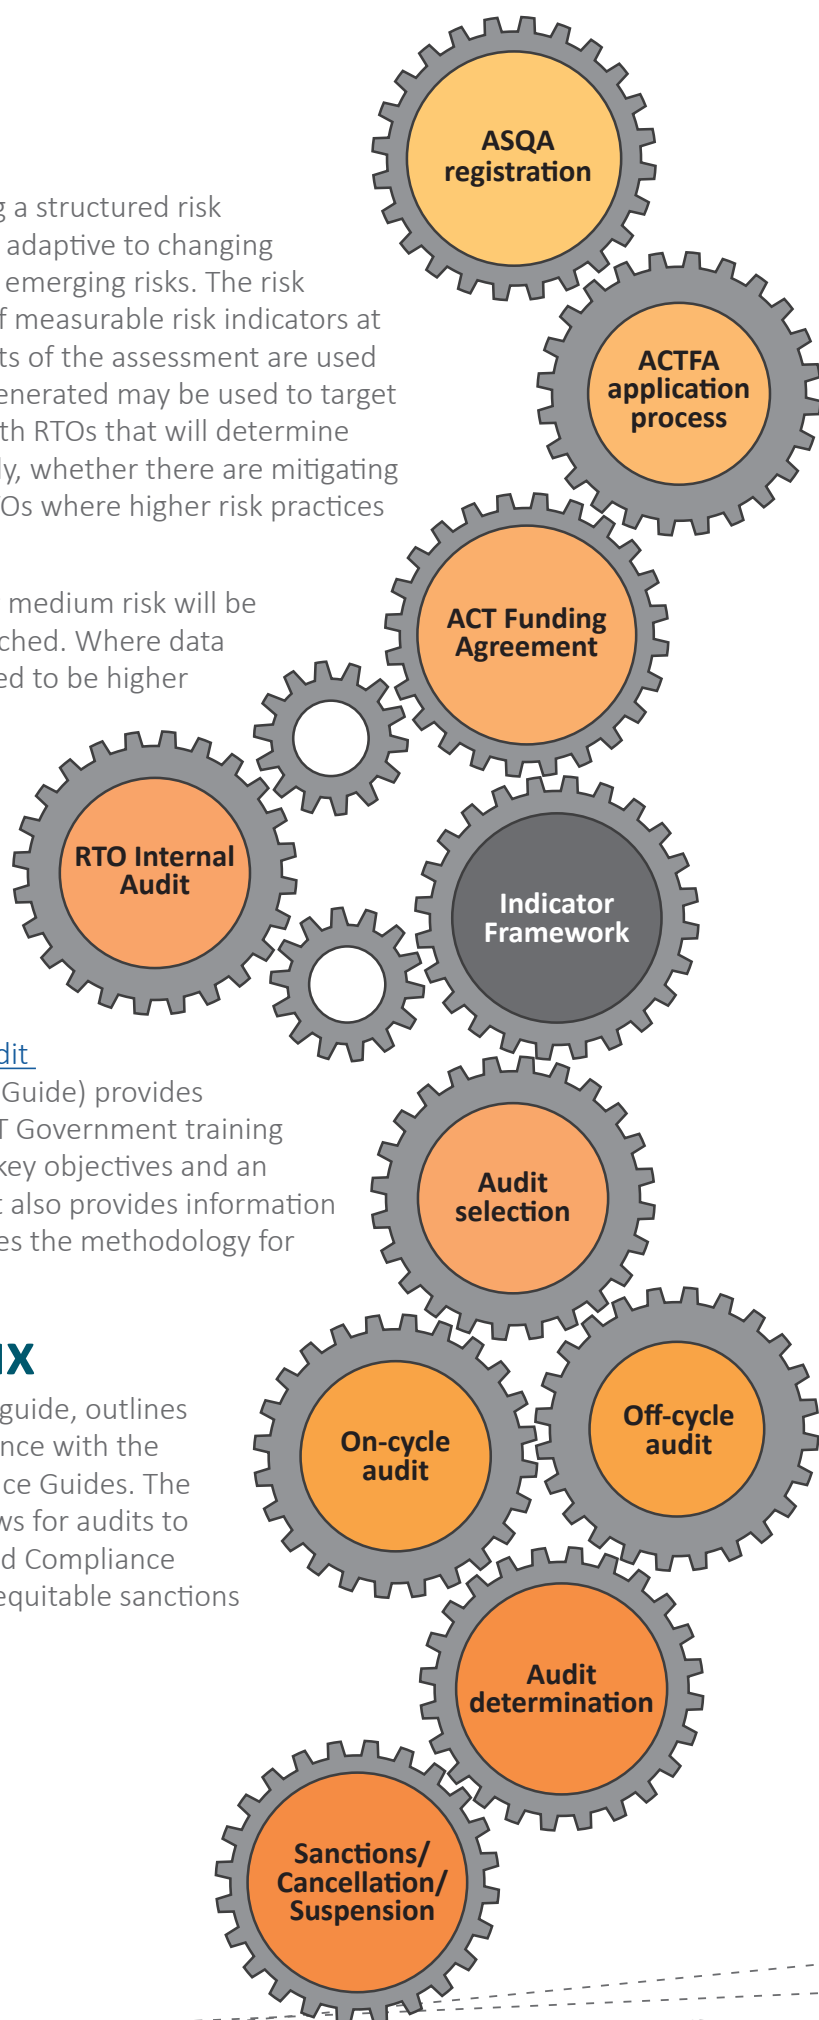 ASQA
registration
g a structured risk
adaptive to changing
emerging risks. The risk
f measurable risk indicators at
ts of the assessment are used
enerated may be used to target
th RTOs that will determine
ly, whether there are mitigating
TOs where higher risk practices
ACTFA
application
process
medium risk will be
ched. Where data
ed to be higher
ACT Funding
Agreement
RTO Internal
Audit
Indicator
Framework
dit
Guide) provides
T Government training
key objectives and an
t also provides information
es the methodology for
Audit
selection
ix
guide, outlines
nce with the
ce Guides. The
ws for audits to
d Compliance
equitable sanctions
On-cycle
audit
Off-cycle
audit
Audit
determination
Sanctions/
Cancellation/
Suspension